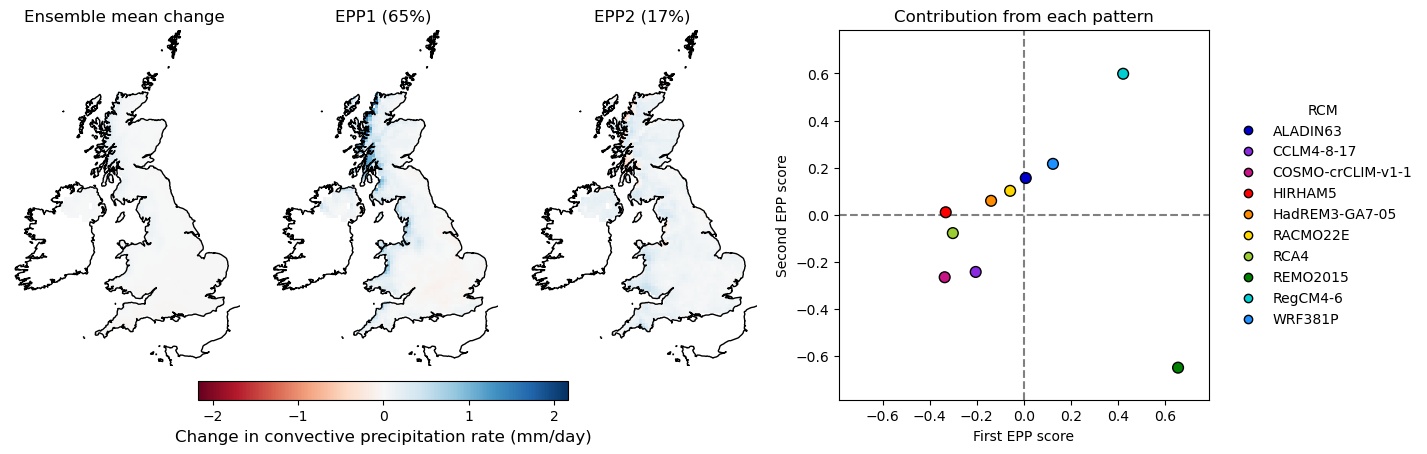 Ensemble mean change
EPP1 (65%)
EPP2 (17%)
−2
−1
0
1
2
Change in convective precipitation rate (mm/day)
Contribution from each pattern
Second EPP score
0.6
0.4
0.2
0.0
−0.2
−0.4
−0.6
−0.6
−0.4
−0.2
0.0
0.2
0.4
0.6
First EPP score
RCM
ALADIN63
CCLM4-8-17
COSMO-crCLIM-v1-1
HIRHAM5
HadREM3-GA7-05
RACMO22E
RCA4
REMO2015
RegCM4-6
WRF381P